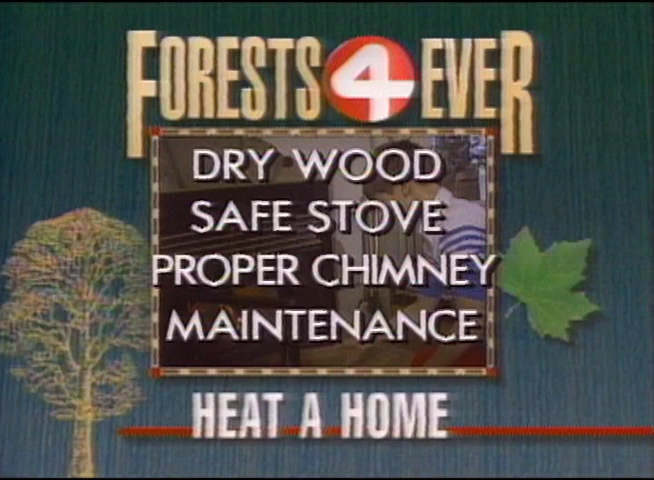 FORESTS 4 EVER
DRY WOOD
SAFE STOVE
PROPER CHIMNEY
MAINTENANCE
HEAT A HOME